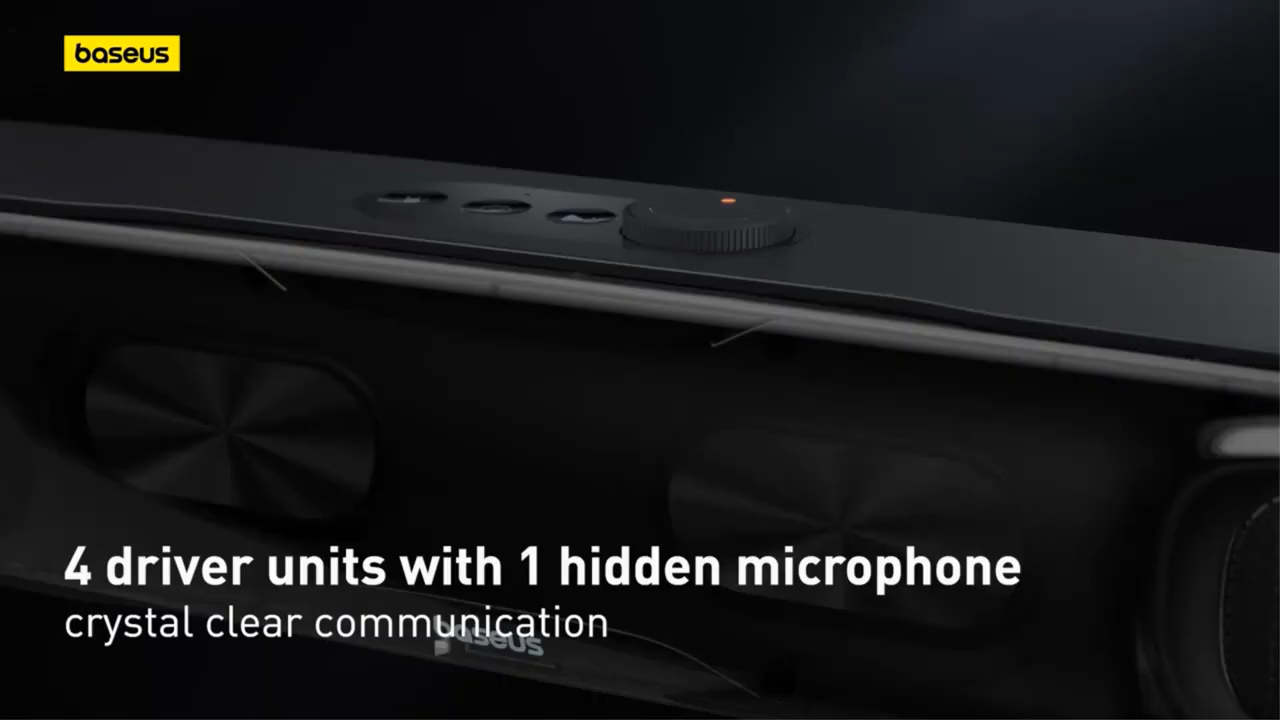 baseus
4 driver units with 1 hidden microphone
crystal clear communication
baseus